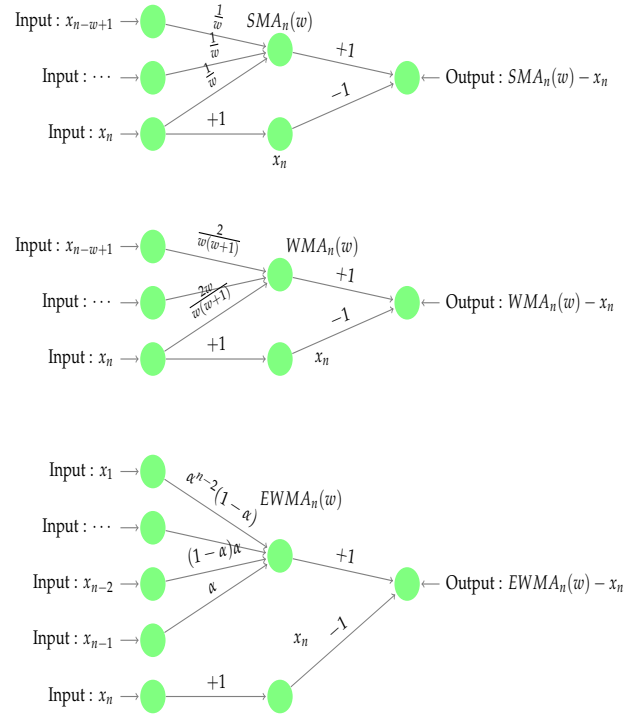 Input : x_{n−w+1}
1/w
SMA_n(w)
1/w
+1
Input : ···
1/w
Output : SMA_n(w) − x_n
−1
Input : x_n
+1
x_n
Input : x_{n−w+1}
2/w(w+1)
WMA_n(w)
+1
Input : ···
2w/w(w+1)
Output : WMA_n(w) − x_n
−1
Input : x_n
+1
x_n
Input : x_1
α^{n−2}(1 − α)
EWMA_n(w)
Input : ···
(1 − α)α
+1
Input : x_{n−2}
α
Output : EWMA_n(w) − x_n
Input : x_{n−1}
x_n
−1
Input : x_n
+1